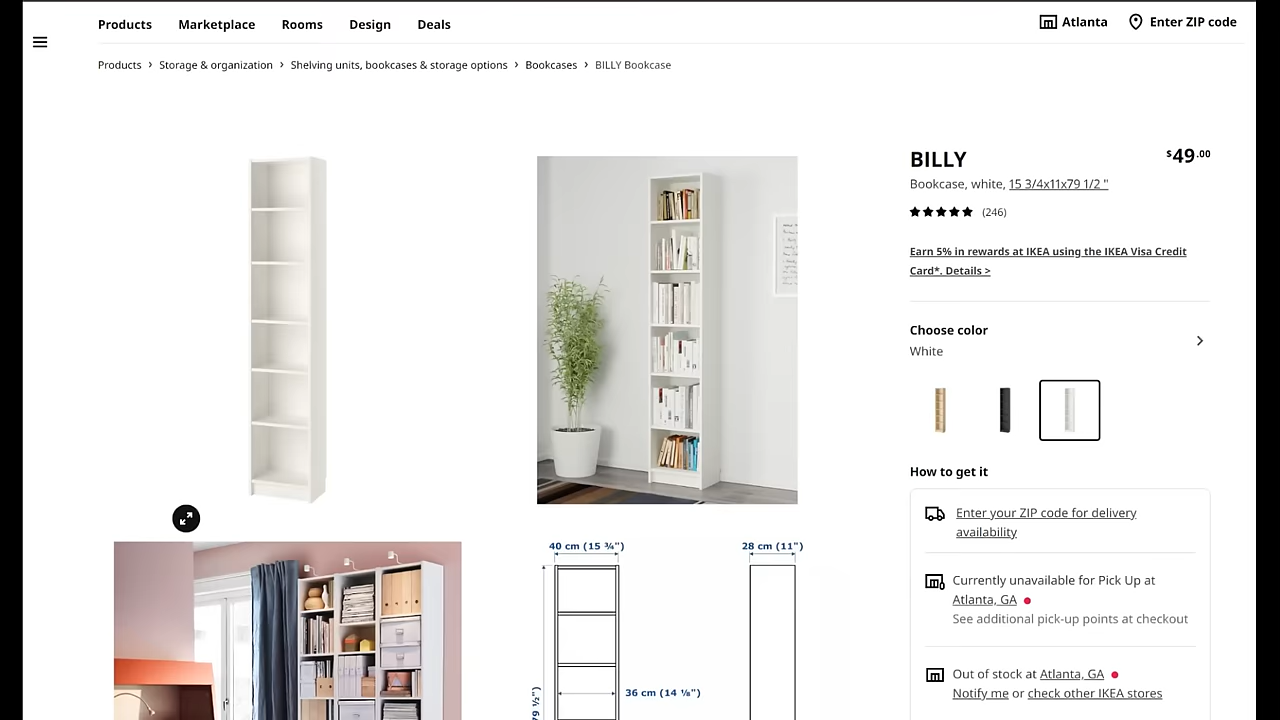 Products Marketplace Rooms Design Deals
Atlanta Enter ZIP code
Products › Storage & organization › Shelving units, bookcases & storage options › Bookcases › BILLY Bookcase
BILLY
$49.00
Bookcase, white, 15 3/4x11x79 1/2 "
(246)
Earn 5% in rewards at IKEA using the IKEA Visa Credit
Card*. Details >
Choose color
White
How to get it
Enter your ZIP code for delivery
availability
Currently unavailable for Pick Up at
Atlanta, GA
See additional pick-up points at checkout
Out of stock at Atlanta, GA
Notify me or check other IKEA stores
40 cm (15 ¾")
28 cm (11")
36 cm (14 ⅛")
79 ½")